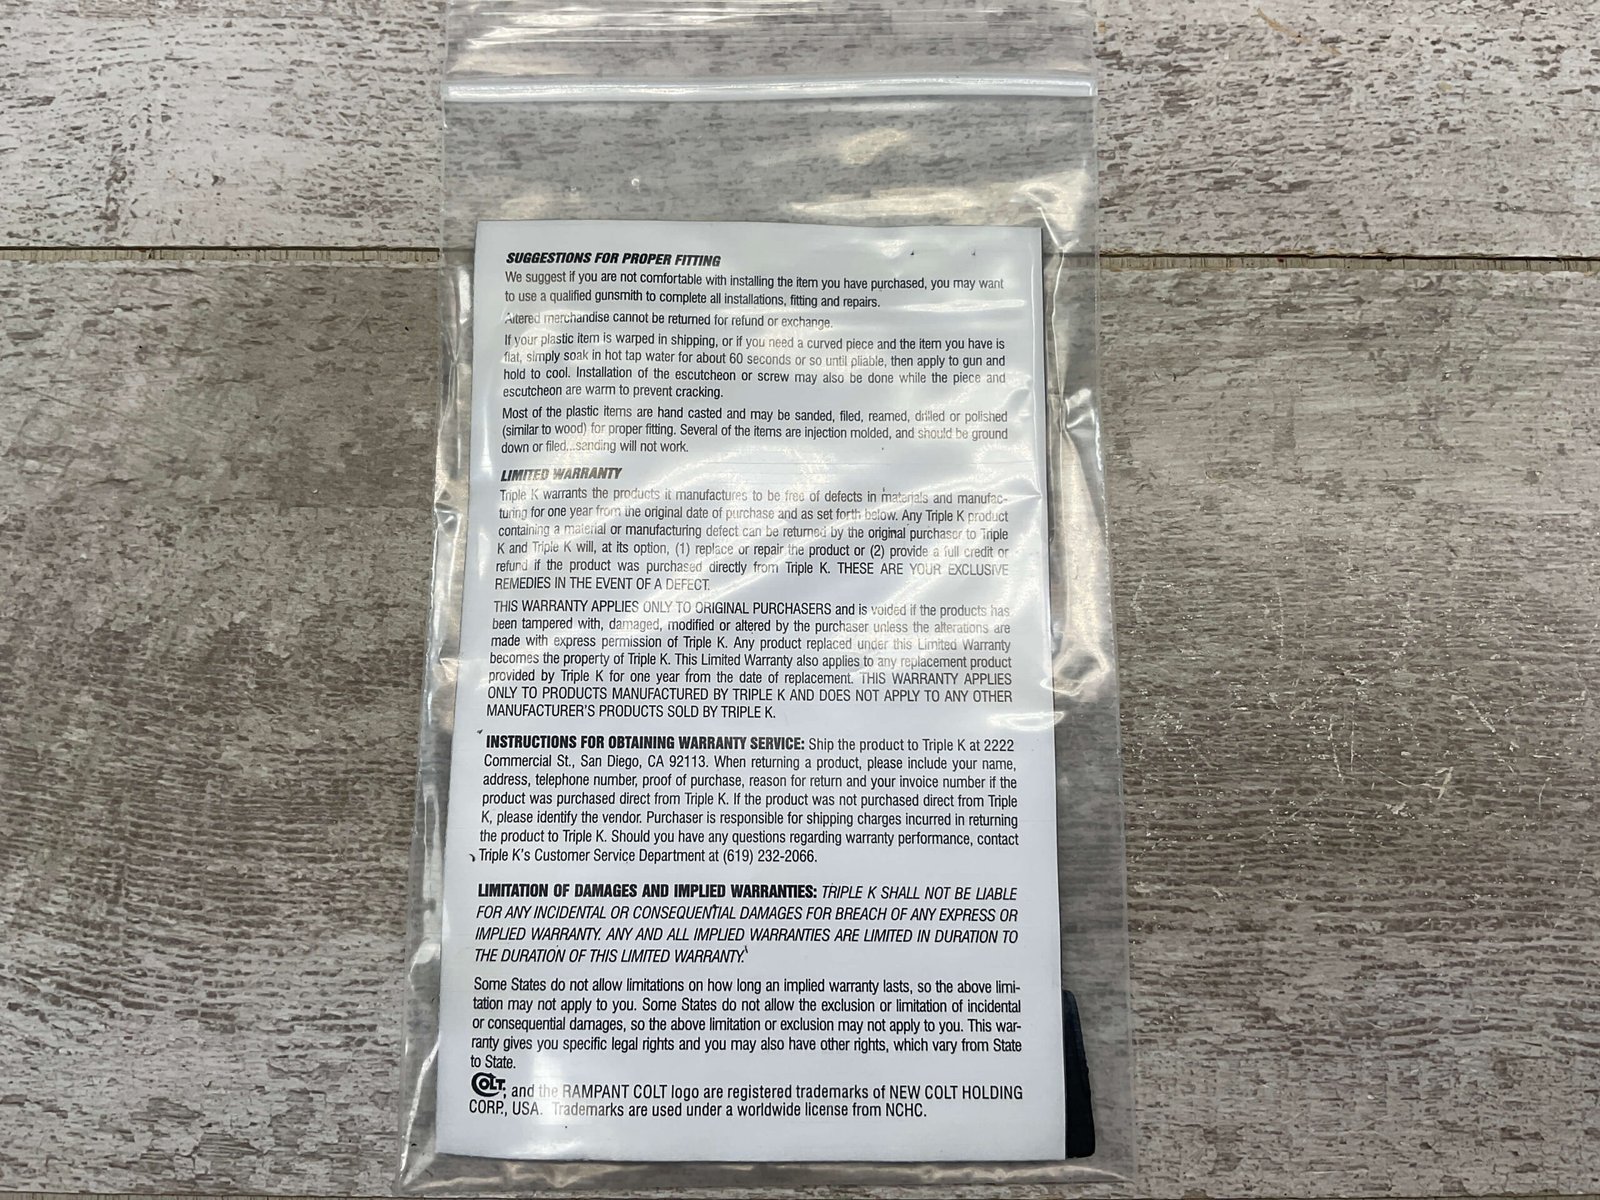 SUGGESTIONS FOR PROPER FITTING
We suggest if you are not comfortable with installing the item you have purchased, you may want
to use a qualified gunsmith to complete all installations, fitting and repairs.
Altered merchandise cannot be returned for refund or exchange.
If your plastic item is warped in shipping, or if you need a curved piece and the item you have is
flat, simply soak in hot tap water for about 60 seconds or so until pliable, then apply to gun and
hold to cool. Installation of the escutcheon or screw may also be done while the piece and
escutcheon are warm to prevent cracking.
Most of the plastic items are hand casted and may be sanded, filed, reamed, drilled or polished
(similar to wood) for proper fitting. Several of the items are injection molded, and should be ground
down or filed...sanding will not work.
LIMITED WARRANTY
Triple K warrants the products it manufactures to be free of defects in materials and manufac-
turing for one year from the original date of purchase and as set forth below. Any Triple K product
containing a material or manufacturing defect can be returned by the original purchaser to Triple
K and Triple K will, at its option, (1) replace or repair the product or (2) provide a full credit or
refund if the product was purchased directly from Triple K. THESE ARE YOUR EXCLUSIVE
REMEDIES IN THE EVENT OF A DEFECT.
THIS WARRANTY APPLIES ONLY TO ORIGINAL PURCHASERS and is voided if the products has
been tampered with, damaged, modified or altered by the purchaser unless the alterations are
made with express permission of Triple K. Any product replaced under this Limited Warranty
becomes the property of Triple K. This Limited Warranty also applies to any replacement product
provided by Triple K for one year from the date of replacement. THIS WARRANTY APPLIES
ONLY TO PRODUCTS MANUFACTURED BY TRIPLE K AND DOES NOT APPLY TO ANY OTHER
MANUFACTURER'S PRODUCTS SOLD BY TRIPLE K.
INSTRUCTIONS FOR OBTAINING WARRANTY SERVICE: Ship the product to Triple K at 2222
Commercial St., San Diego, CA 92113. When returning a product, please include your name,
address, telephone number, proof of purchase, reason for return and your invoice number if the
product was purchased direct from Triple K. If the product was not purchased direct from Triple
K, please identify the vendor. Purchaser is responsible for shipping charges incurred in returning
the product to Triple K. Should you have any questions regarding warranty performance, contact
Triple K's Customer Service Department at (619) 232-2066.
LIMITATION OF DAMAGES AND IMPLIED WARRANTIES: TRIPLE K SHALL NOT BE LIABLE
FOR ANY INCIDENTAL OR CONSEQUENTIAL DAMAGES FOR BREACH OF ANY EXPRESS OR
IMPLIED WARRANTY. ANY AND ALL IMPLIED WARRANTIES ARE LIMITED IN DURATION TO
THE DURATION OF THIS LIMITED WARRANTY.
Some States do not allow limitations on how long an implied warranty lasts, so the above limi-
tation may not apply to you. Some States do not allow the exclusion or limitation of incidental
or consequential damages, so the above limitation or exclusion may not apply to you. This war-
ranty gives you specific legal rights and you may also have other rights, which vary from State
to State.
COLT, and the RAMPANT COLT logo are registered trademarks of NEW COLT HOLDING
CORP., USA. Trademarks are used under a worldwide license from NCHC.